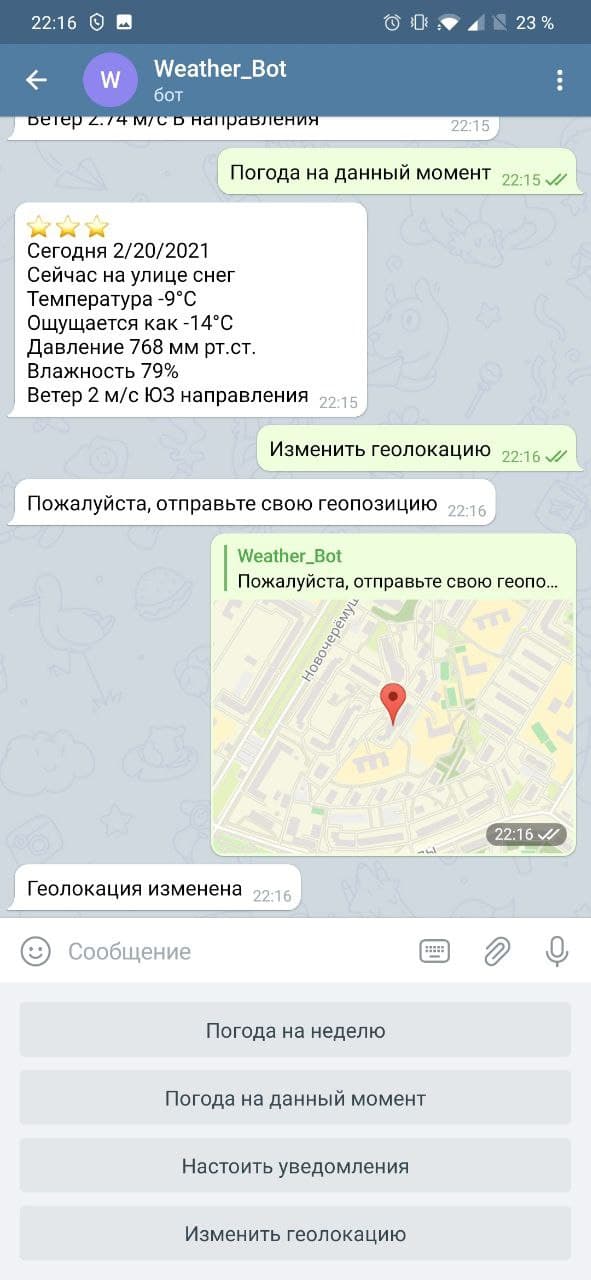 22:16
23 %
W
Weather_Bot
бот
Ветер 2.74 м/с В направления
22:15
Погода на данный момент 22:15
Сегодня 2/20/2021
Сейчас на улице снег
Температура -9°C
Ощущается как -14°C
Давление 768 мм рт.ст.
Влажность 79%
Ветер 2 м/с ЮЗ направления 22:15
Изменить геолокацию 22:16
Пожалуйста, отправьте свою геопозицию 22:16
Weather_Bot
Пожалуйста, отправьте свою геопо...
Новочерёмуш
22:16
Геолокация изменена 22:16
Сообщение
Погода на неделю
Погода на данный момент
Настоить уведомления
Изменить геолокацию